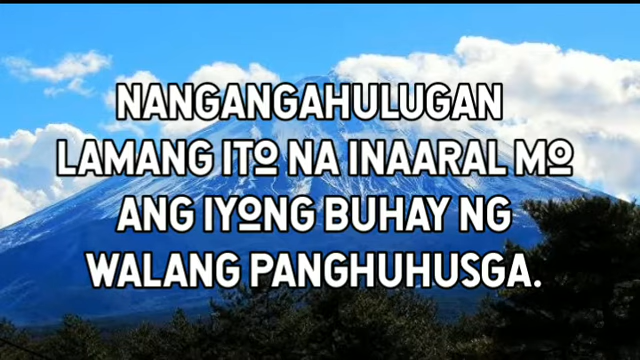 NANGANGAHULUGAN
LAMANG ITO NA INAARAL MO
ANG IYONG BUHAY NG
WALANG PANGHUHUSGA.